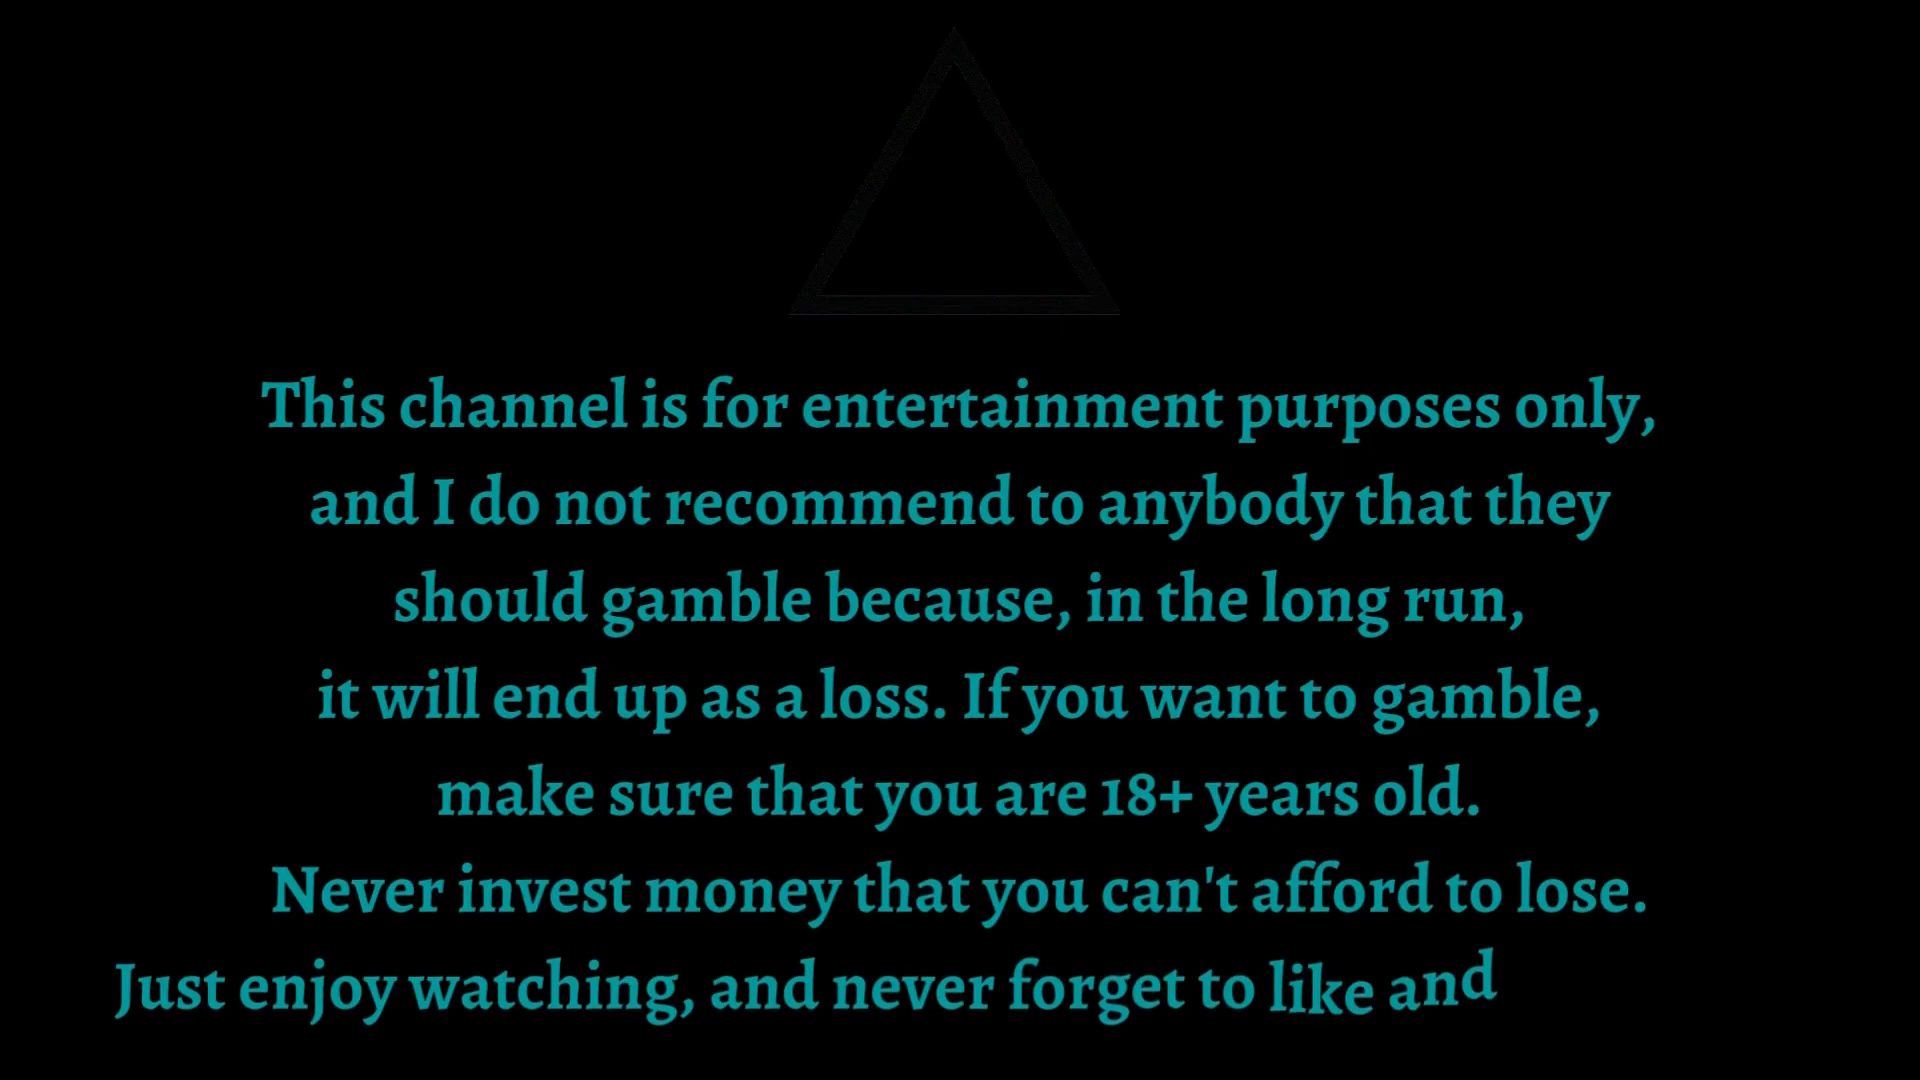 This channel is for entertainment purposes only,
and I do not recommend to anybody that they
should gamble because, in the long run,
it will end up as a loss. If you want to gamble,
make sure that you are 18+ years old.
Never invest money that you can't afford to lose.
Just enjoy watching, and never forget to like and